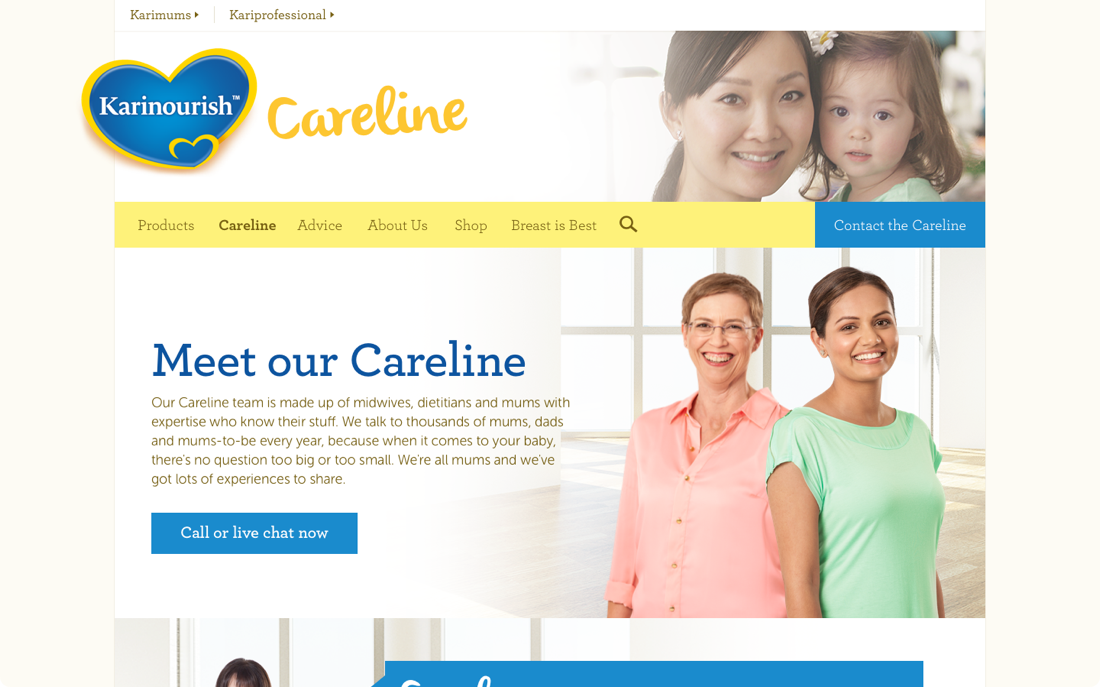 Karimums
Kariprofessional
Karinourish™
Careline
Products
Careline
Advice
About Us
Shop
Breast is Best
Contact the Careline
Meet our Careline
Our Careline team is made up of midwives, dietitians and mums with
expertise who know their stuff. We talk to thousands of mums, dads
and mums-to-be every year, because when it comes to your baby,
there's no question too big or too small. We're all mums and we've
got lots of experiences to share.
Call or live chat now